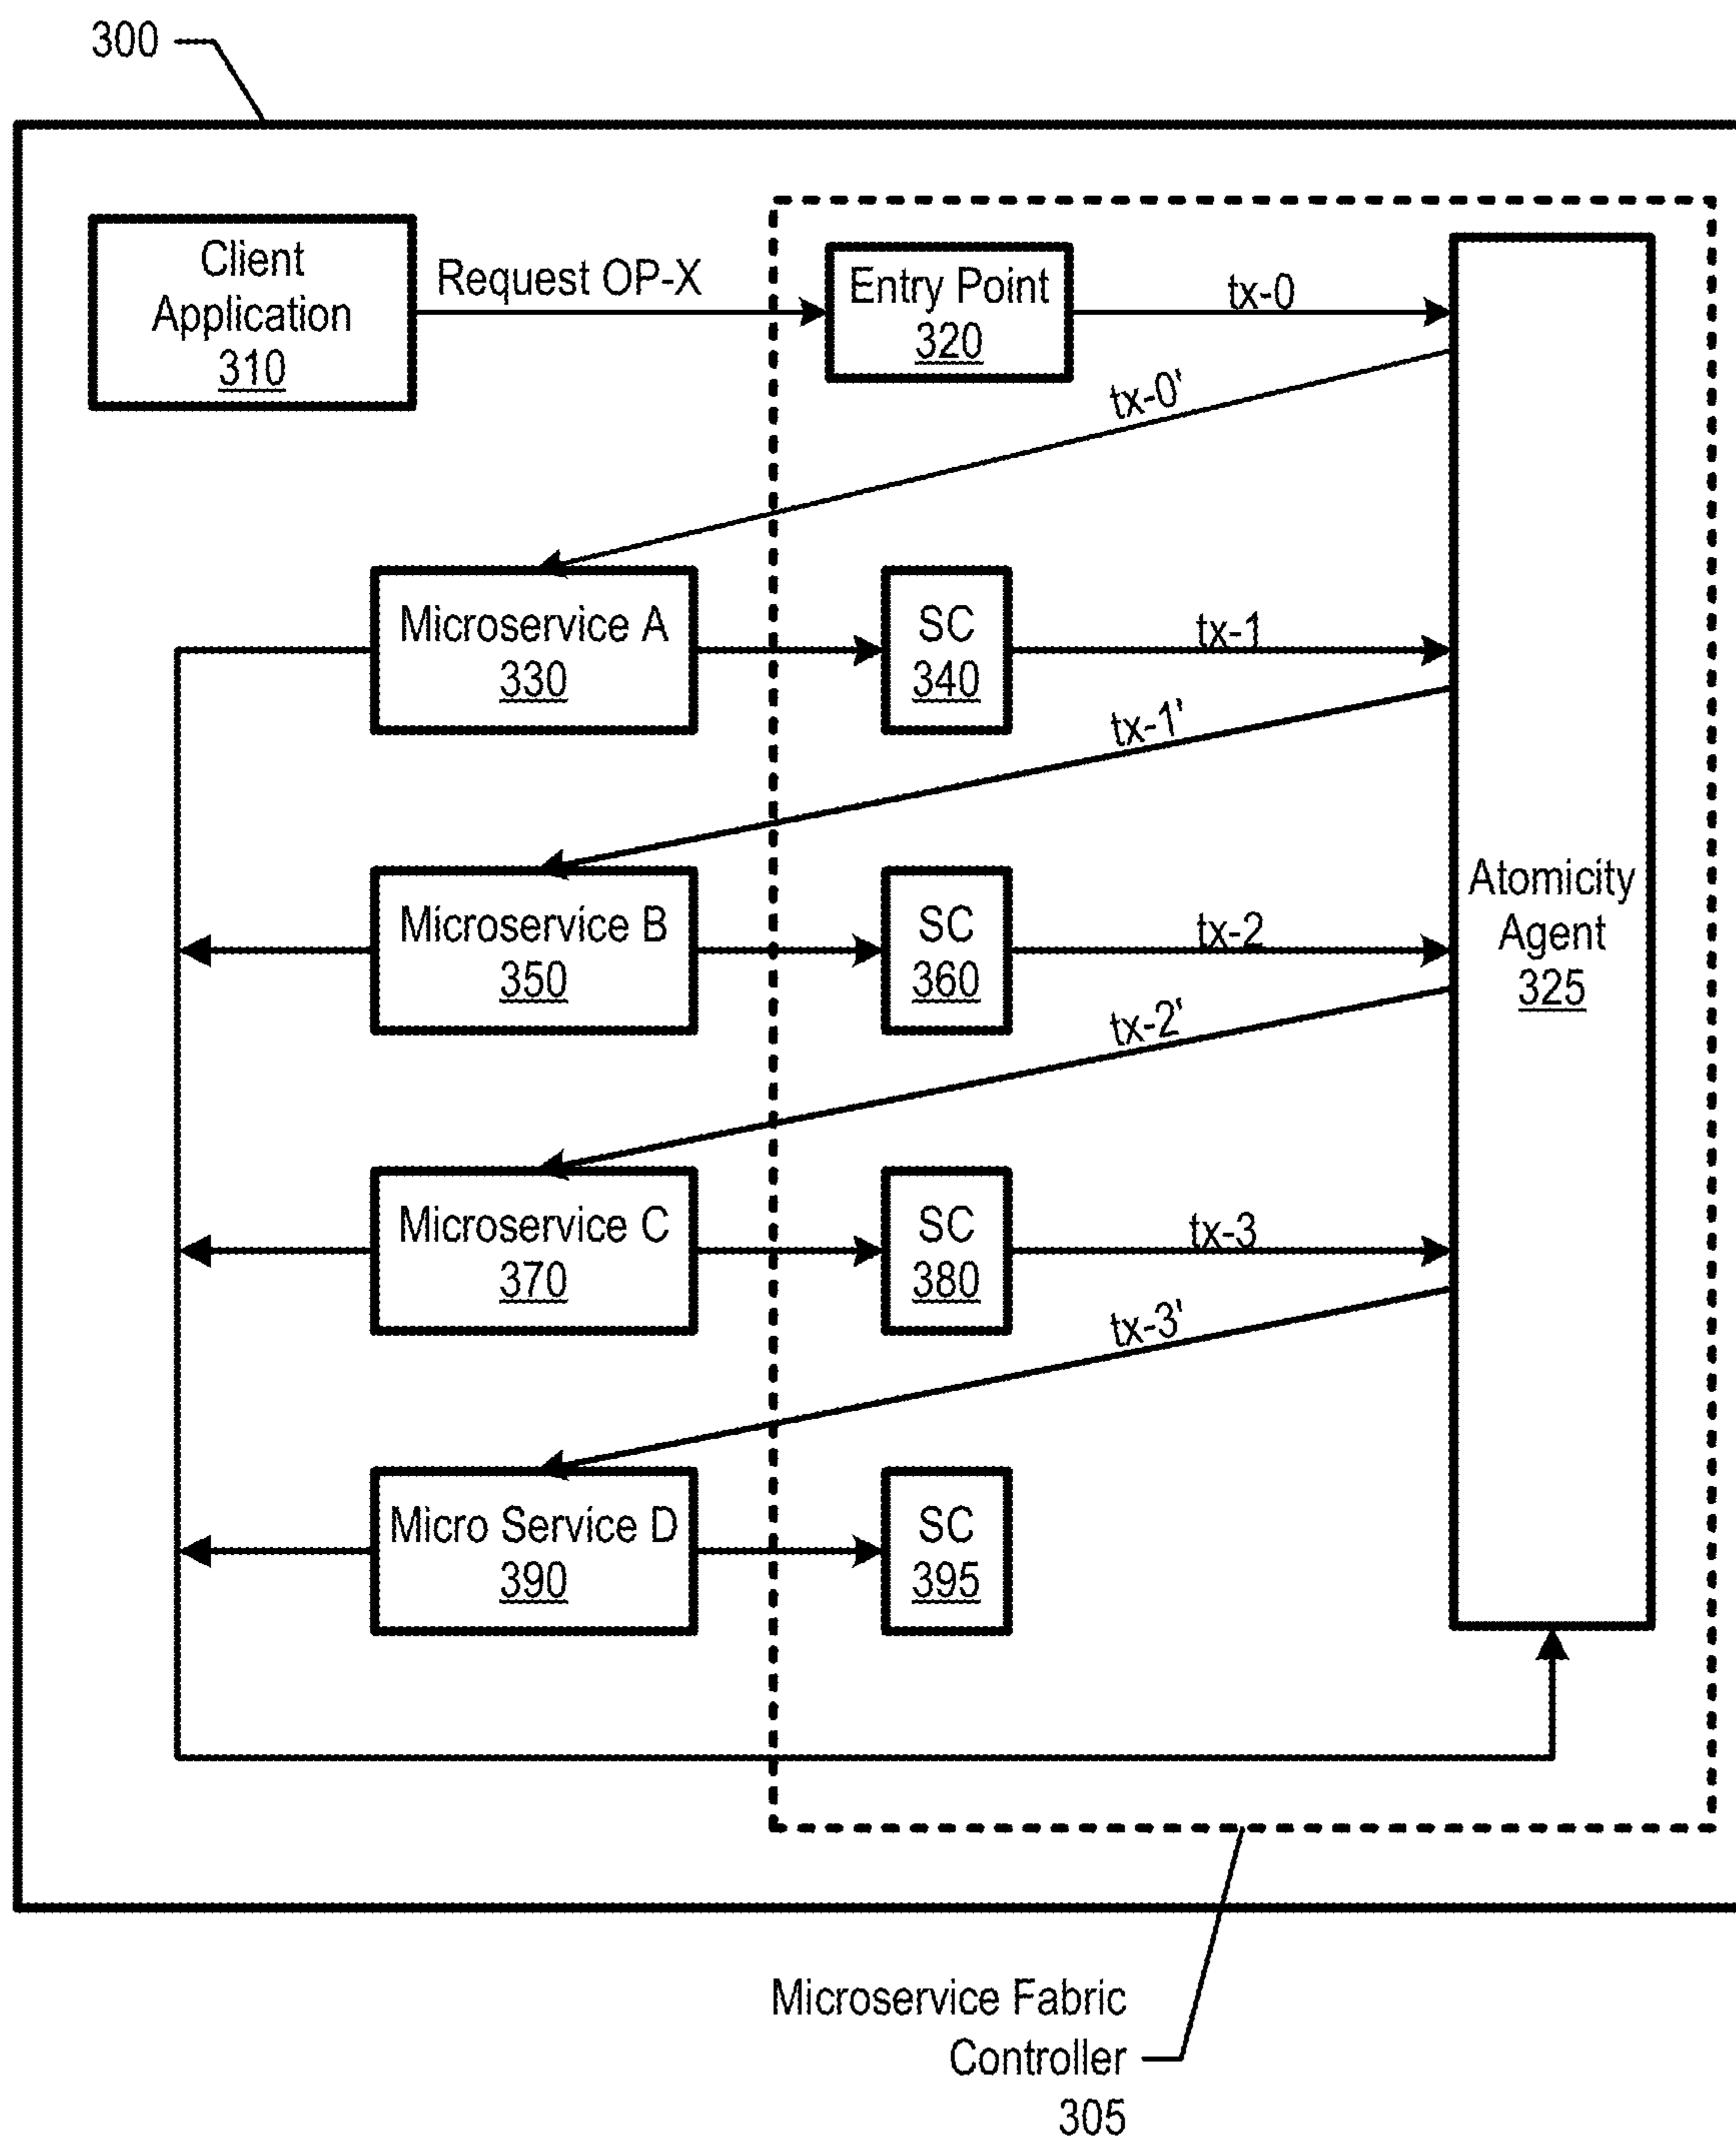 300
Client
Application
310
Request OP-X
Entry Point
320
tx-0
tx-0'
Microservice A
330
SC
340
tx-1
tx-1'
Microservice B
350
SC
360
tx-2
Atomicity
Agent
325
tx-2'
Microservice C
370
SC
380
tx-3
tx-3'
Micro Service D
390
SC
395
Microservice Fabric
Controller
305